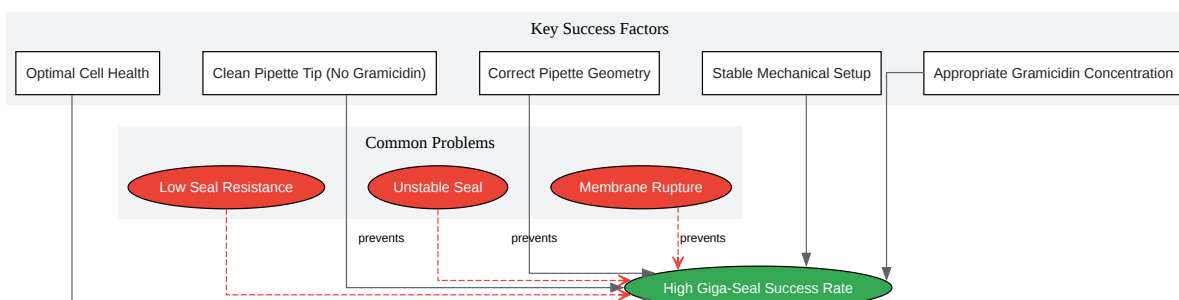 Key Success Factors
Optimal Cell Health
Clean Pipette Tip (No Gramicidin)
Correct Pipette Geometry
Stable Mechanical Setup
Appropriate Gramicidin Concentration
Common Problems
Low Seal Resistance
Unstable Seal
Membrane Rupture
prevents
prevents
prevents
High Giga-Seal Success Rate